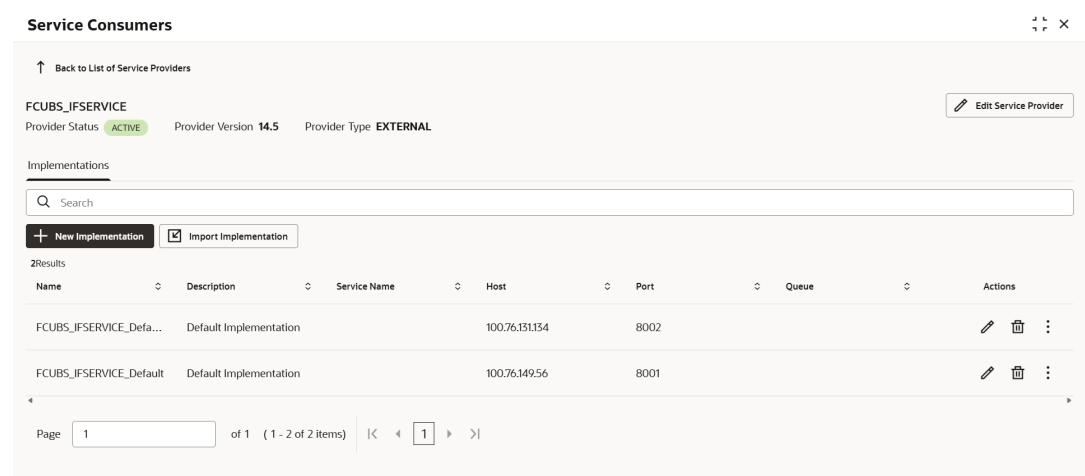 Service Consumers
Back to List of Service Providers
FCUBS_IFSERVICE
Edit Service Provider
Provider Status ACTIVE Provider Version 14.5 Provider Type EXTERNAL
Implementations
Search
New Implementation Import Implementation
2Results
Name Description Service Name Host Port Queue Actions
FCUBS_IFSERVICE_Defa... Default Implementation 100.76.131.134 8002
FCUBS_IFSERVICE_Default Default Implementation 100.76.149.56 8001
Page 1 of 1 ( 1 - 2 of 2 items) 1